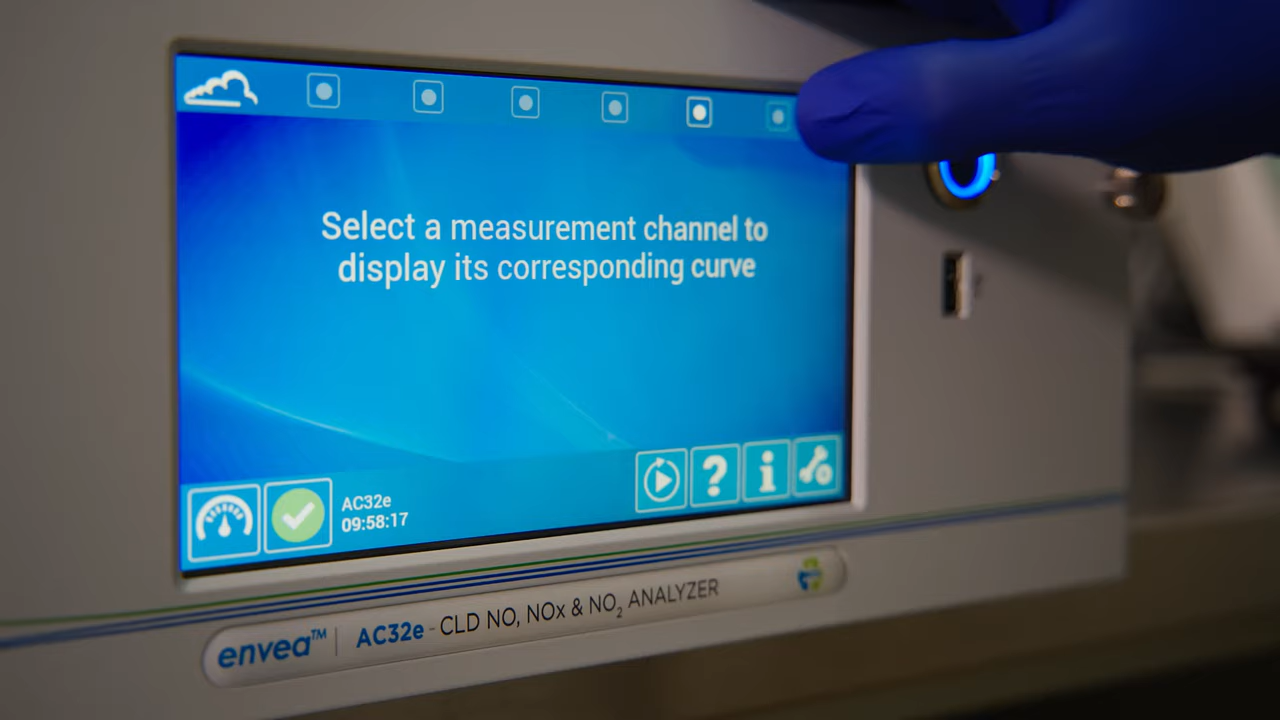 Select a measurement channel to
display its corresponding curve
AC32e
09:58:17
envea™ AC32e - CLD NO, NOx & NO₂ ANALYZER